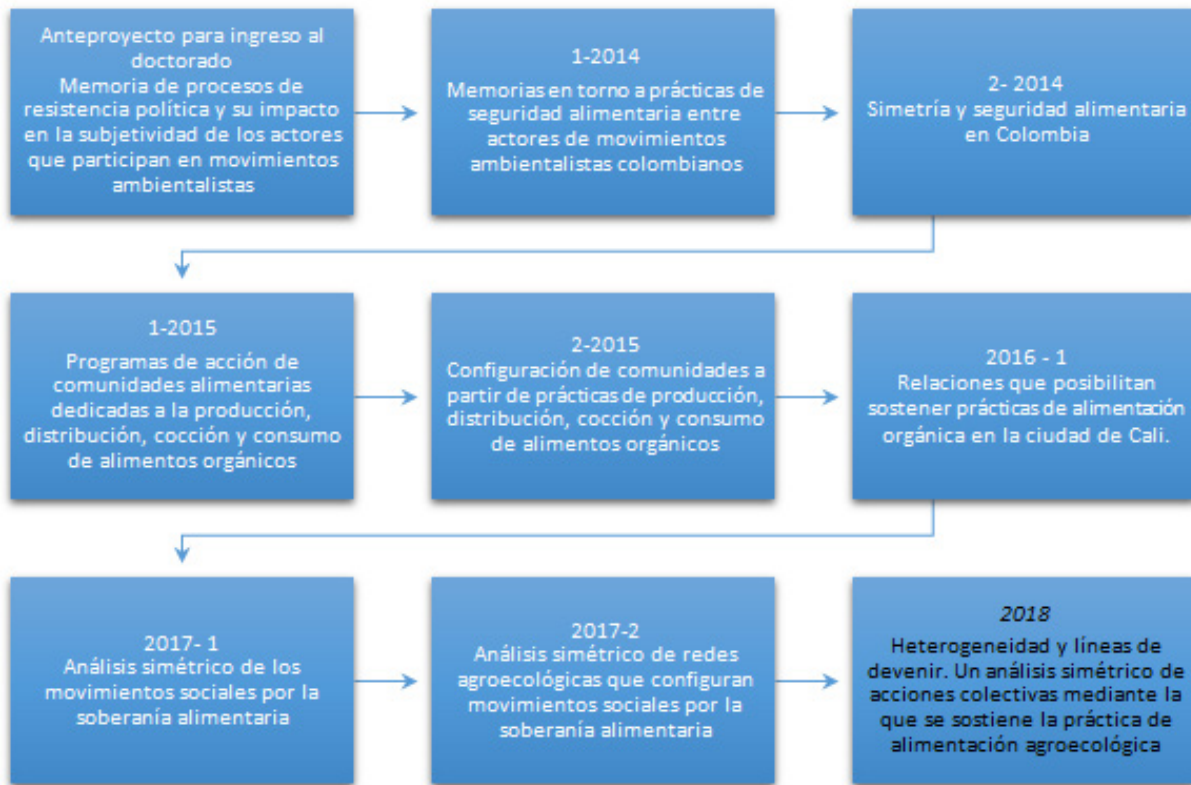 Anteproyecto para ingreso al
doctorado
Memoria de procesos de
resistencia política y su impacto
en la subjetividad de los actores
que participan en movimientos
ambientalistas
1-2014
Memorias en torno a prácticas de
seguridad alimentaria entre
actores de movimientos
ambientalistas colombianos
2- 2014
Simetría y seguridad alimentaria
en Colombia
1-2015
Programas de acción de
comunidades alimentarias
dedicadas a la producción,
distribución, cocción y consumo
de alimentos orgánicos
2-2015
Configuración de comunidades a
partir de prácticas de producción,
distribución, cocción y consumo
de alimentos orgánicos
2016 - 1
Relaciones que posibilitan
sostener prácticas de alimentación
orgánica en la ciudad de Cali.
2017- 1
Análisis simétrico de los
movimientos sociales por la
soberanía alimentaria
2017-2
Análisis simétrico de redes
agroecológicas que configuran
movimientos sociales por la
soberanía alimentaria
2018
Heterogeneidad y líneas de
devenir. Un análisis simétrico de
acciones colectivas mediante la
que se sostiene la práctica de
alimentación agroecológica